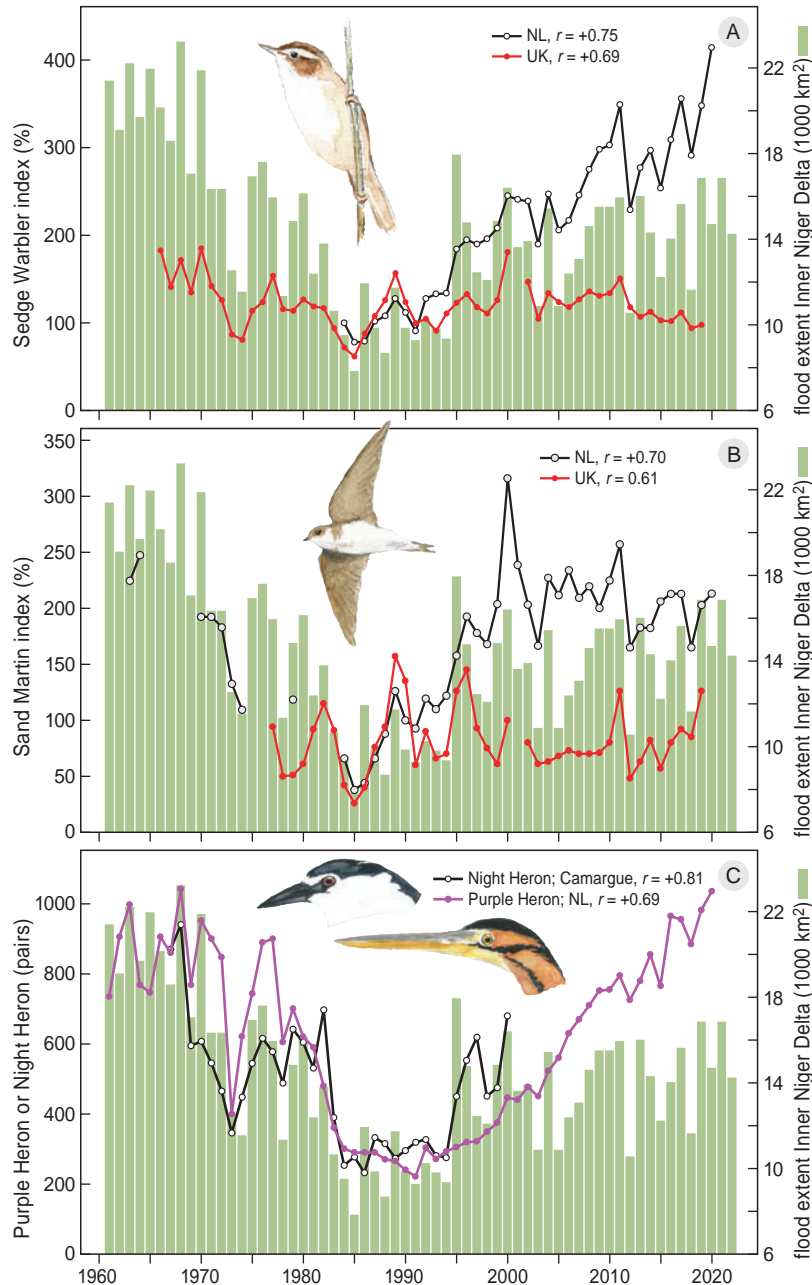 A
NL, r = +0.75
UK, r = +0.69
400
300
200
100
0
Sedge Warbler index (%)
22
18
14
10
6
flood extent Inner Niger Delta (1000 km²)
B
NL, r = +0.70
UK, r = 0.61
350
300
250
200
150
100
50
0
Sand Martin index (%)
22
18
14
10
6
flood extent Inner Niger Delta (1000 km²)
C
Night Heron; Camargue, r = +0.81
Purple Heron; NL, r = +0.69
1000
800
600
400
200
0
Purple Heron or Night Heron (pairs)
22
18
14
10
6
flood extent Inner Niger Delta (1000 km²)
1960 1970 1980 1990 2000 2010 2020